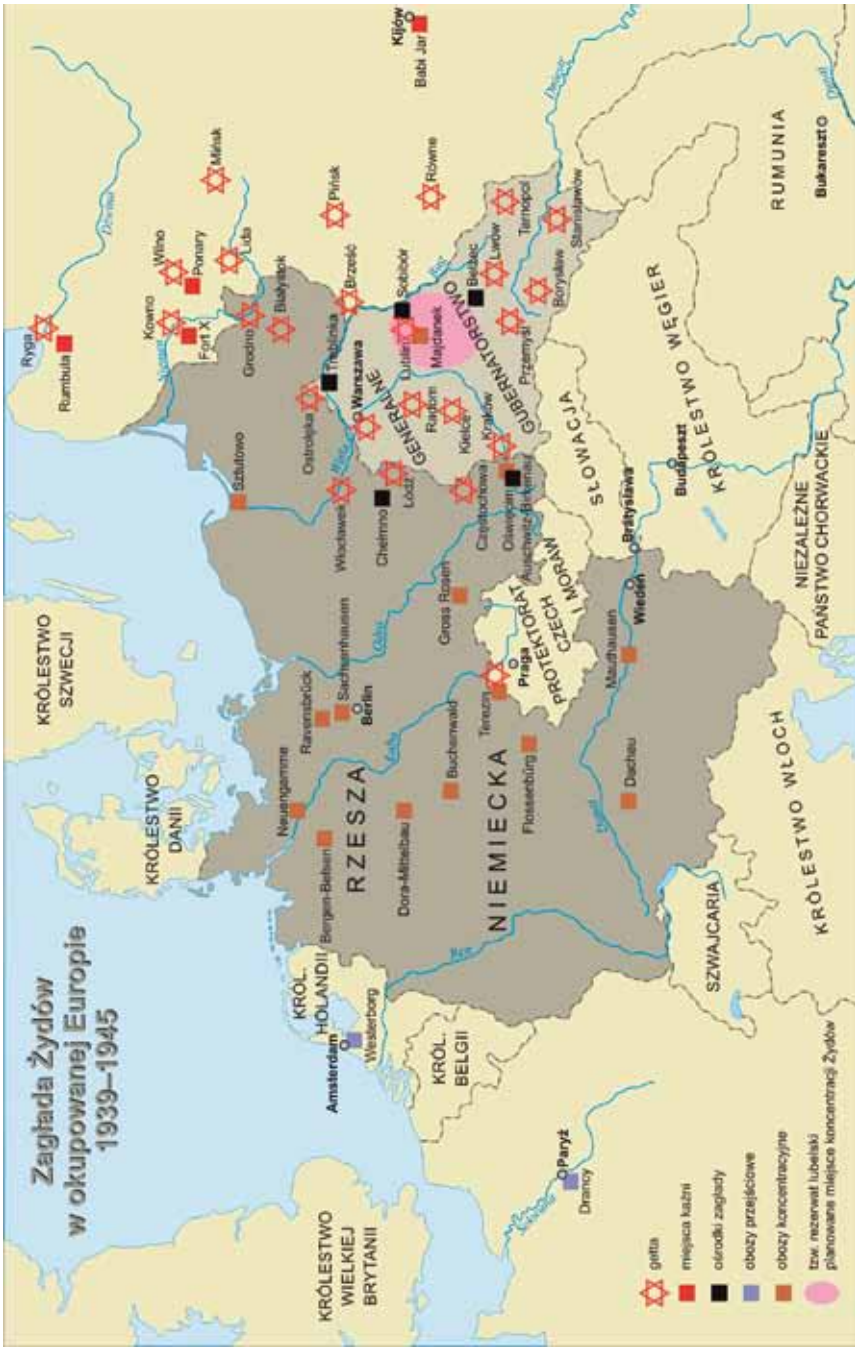 Zagłada Żydów
w okupowanej Europie
1939–1945
KRÓLESTWO
WIELKIEJ
BRYTANII
KRÓLESTWO
DANII
KRÓLESTWO
SZWECJI
KRÓL.
HOLANDII
Amsterdam
Westerborg
KRÓL.
BELGII
Paryż
Drancy
Sekwana
Ren
RZESZA
NIEMIECKA
Neuengamme
Bergen-Belsen
Ravensbrück
Sachsenhausen
Berlin
Dora-Mittelbau
Buchenwald
Łaba
Odra
Flossenbürg
Dachau
Dunaj
Mauthausen
Wiedeń
Terezin
Praga
PROTEKTORAT
CZECH
I MORAW
Gross Rosen
Sztutowo
Włocławek
Wisła
Chełmno
Łódź
Ostrołęka
Treblinka
Warszawa
GENERALNE
GUBERNATORSTWO
Radom
Kielce
Częstochowa
Kraków
Oświęcim
Auschwitz-Birkenau
Lublin
Majdanek
Sobibór
Bełżec
Bug
Przemyśl
Lwów
Borysław
Tarnopol
Stanisławów
Dniestr
Ryga
Rumbula
Dźwina
Kowno
Fort X
Niemen
Wilno
Ponary
Lida
Mińsk
Grodno
Białystok
Brześć
Pińsk
Równe
Kijów
Babi Jar
SŁOWACJA
Bratysława
Budapeszt
KRÓLESTWO WĘGIER
RUMUNIA
Bukareszt
Dunaj
NIEZALEŻNE
PAŃSTWO CHORWACKIE
KRÓLESTWO WŁOCH
SZWAJCARIA
getta
miejsca kaźni
ośrodki zagłady
obozy przejściowe
obozy koncentracyjne
tzw. rezerwat lubelski
planowane miejsce koncentracji Żydów